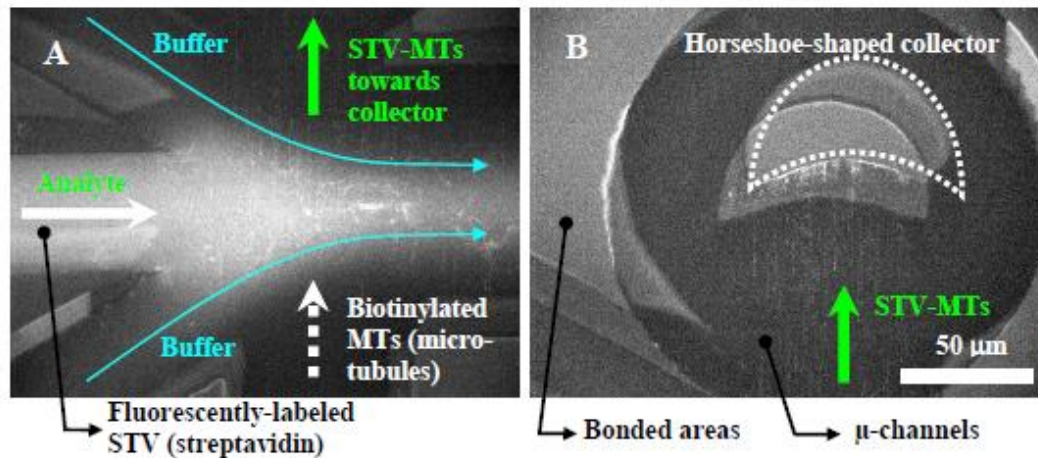 A
Buffer
STV-MTs
towards
collector
Analyte
Biotinylated
MTs (micro-
tubules)
Buffer
Fluorescently-labeled
STV (streptavidin)
B
Horseshoe-shaped collector
STV-MTs
50 μm
Bonded areas
μ-channels